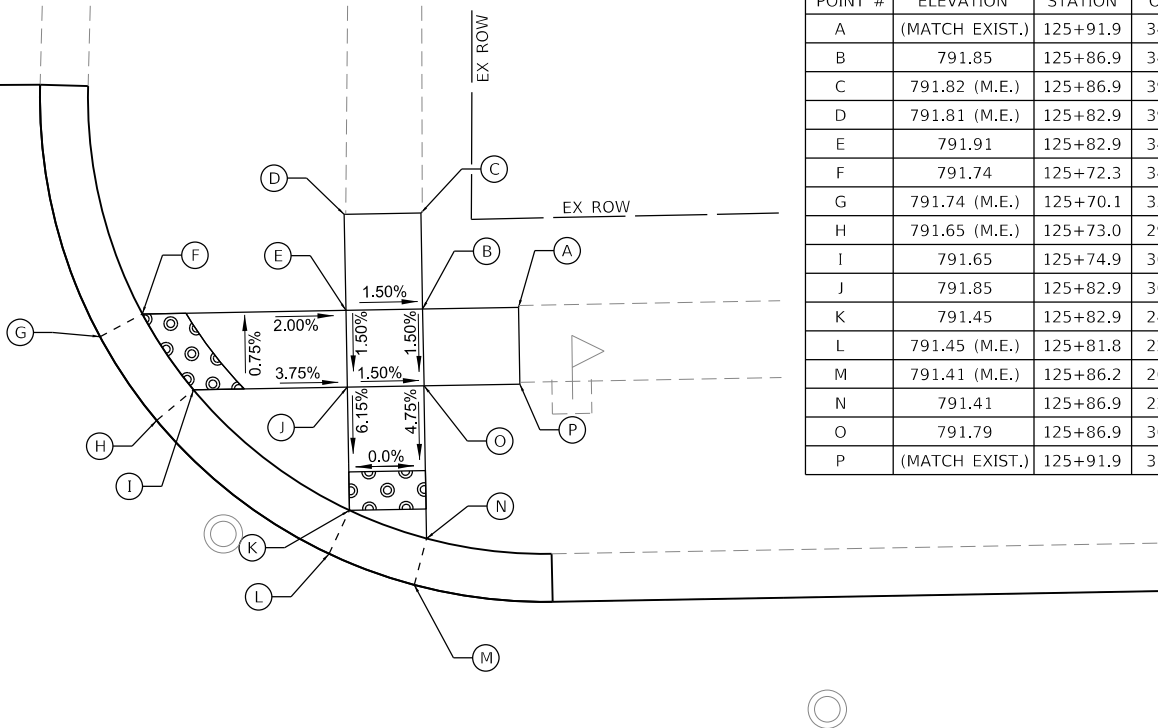 POINT # ELEVATION STATION
A (MATCH EXIST.) 125+91.9
B 791.85 125+86.9
C 791.82 (M.E.) 125+86.9
D 791.81 (M.E.) 125+82.9
E 791.91 125+82.9
F 791.74 125+72.3
G 791.74 (M.E.) 125+70.1
H 791.65 (M.E.) 125+73.0
I 791.65 125+74.9
J 791.85 125+82.9
K 791.45 125+82.9
L 791.45 (M.E.) 125+81.8
M 791.41 (M.E.) 125+86.2
N 791.41 125+86.9
O 791.79 125+86.9
P (MATCH EXIST.) 125+91.9
EX ROW
D
C
EX ROW
F
E
B
A
1.50%
2.00%
0.75%
1.50%
1.50%
G
3.75%
1.50%
J
6.15%
4.75%
O
P
H
0.0%
I
N
K
L
M